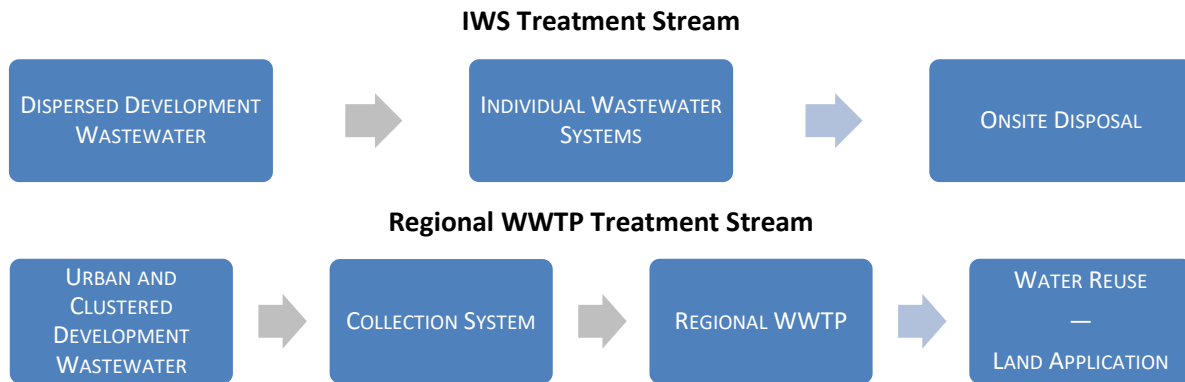 IWS Treatment Stream
DISPERSED DEVELOPMENT
WASTEWATER
INDIVIDUAL WASTEWATER
SYSTEMS
ONSITE DISPOSAL
Regional WWTP Treatment Stream
URBAN AND
CLUSTERED
DEVELOPMENT
WASTEWATER
COLLECTION SYSTEM
REGIONAL WWTP
WATER REUSE
—
LAND APPLICATION